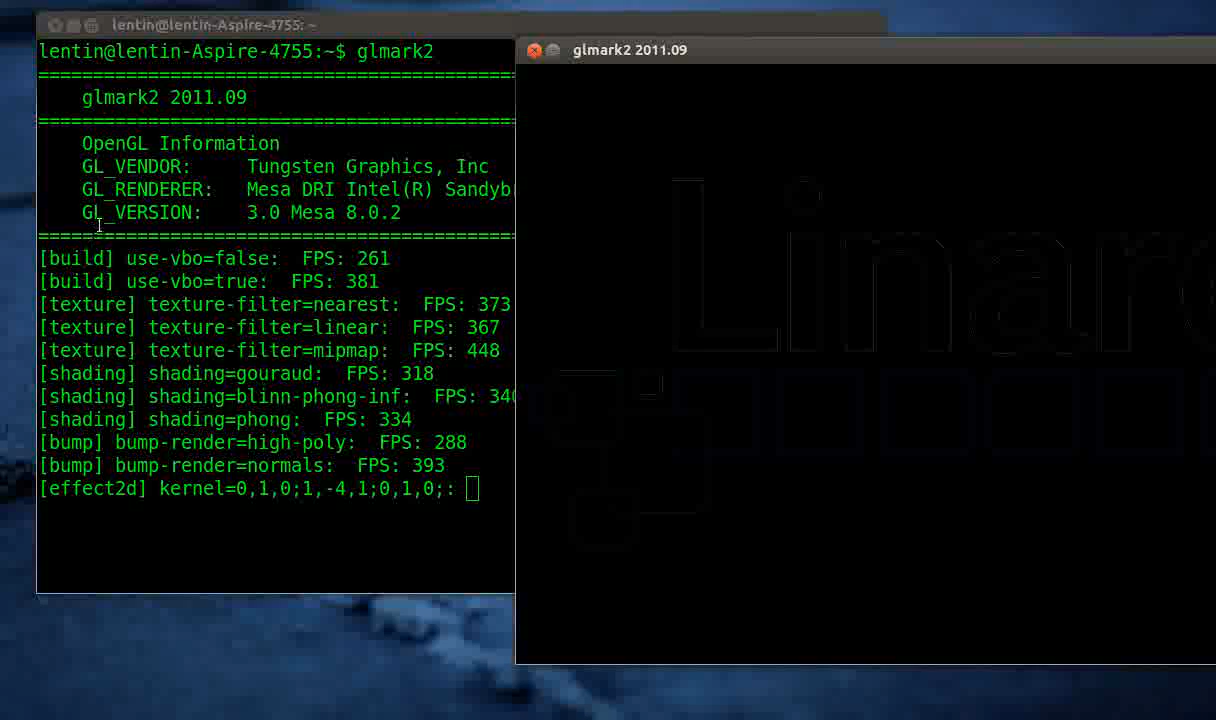 lentin@lentin-Aspire-4755: ~
lentin@lentin-Aspire-4755:~$ glmark2
=======================================================
glmark2 2011.09
=======================================================
OpenGL Information
GL_VENDOR: Tungsten Graphics, Inc
GL_RENDERER: Mesa DRI Intel(R) Sandyb
GL_VERSION: 3.0 Mesa 8.0.2
=======================================================
[build] use-vbo=false: FPS: 261
[build] use-vbo=true: FPS: 381
[texture] texture-filter=nearest: FPS: 373
[texture] texture-filter=linear: FPS: 367
[texture] texture-filter=mipmap: FPS: 448
[shading] shading=gouraud: FPS: 318
[shading] shading=blinn-phong-inf: FPS: 340
[shading] shading=phong: FPS: 334
[bump] bump-render=high-poly: FPS: 288
[bump] bump-render=normals: FPS: 393
[effect2d] kernel=0,1,0;1,-4,1;0,1,0;:
glmark2 2011.09
Linaro